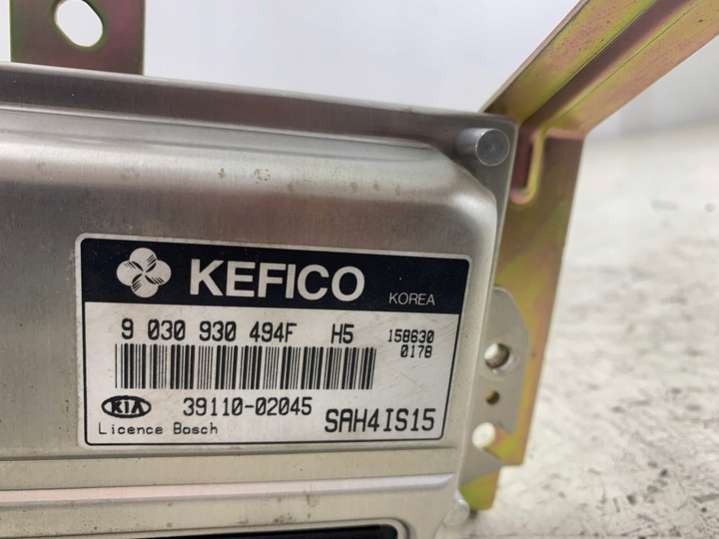 KEFICO KOREA
9 030 930 494F H5 158630
0178
39110-02045
KIA SAH4IS15
Licence Bosch